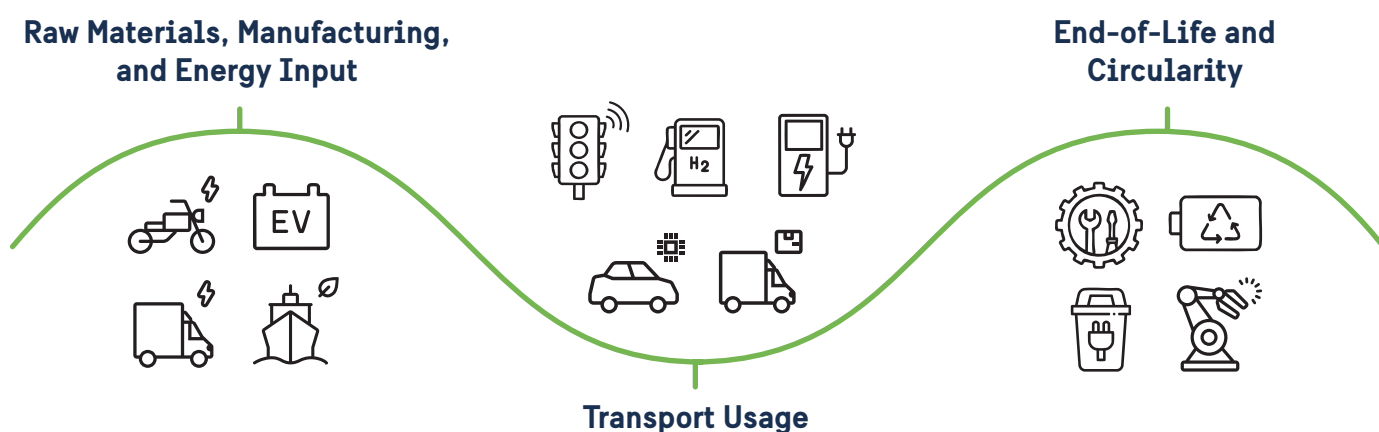 Raw Materials, Manufacturing,
and Energy Input
End-of-Life and
Circularity
H2
EV
Transport Usage